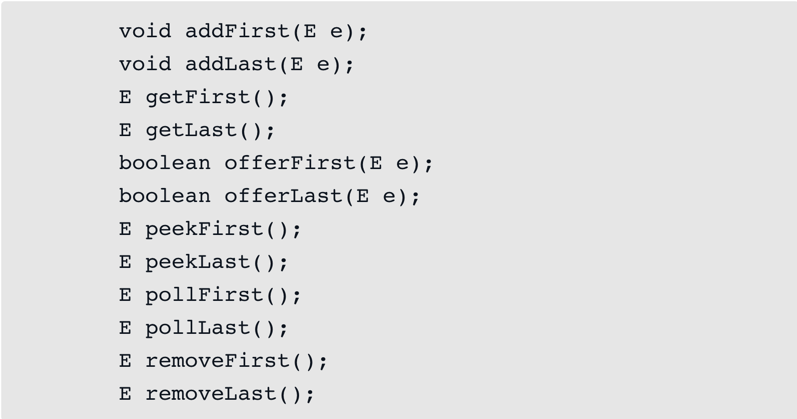 void addFirst(E e);
void addLast(E e);
E getFirst();
E getLast();
boolean offerFirst(E e);
boolean offerLast(E e);
E peekFirst();
E peekLast();
E pollFirst();
E pollLast();
E removeFirst();
E removeLast();